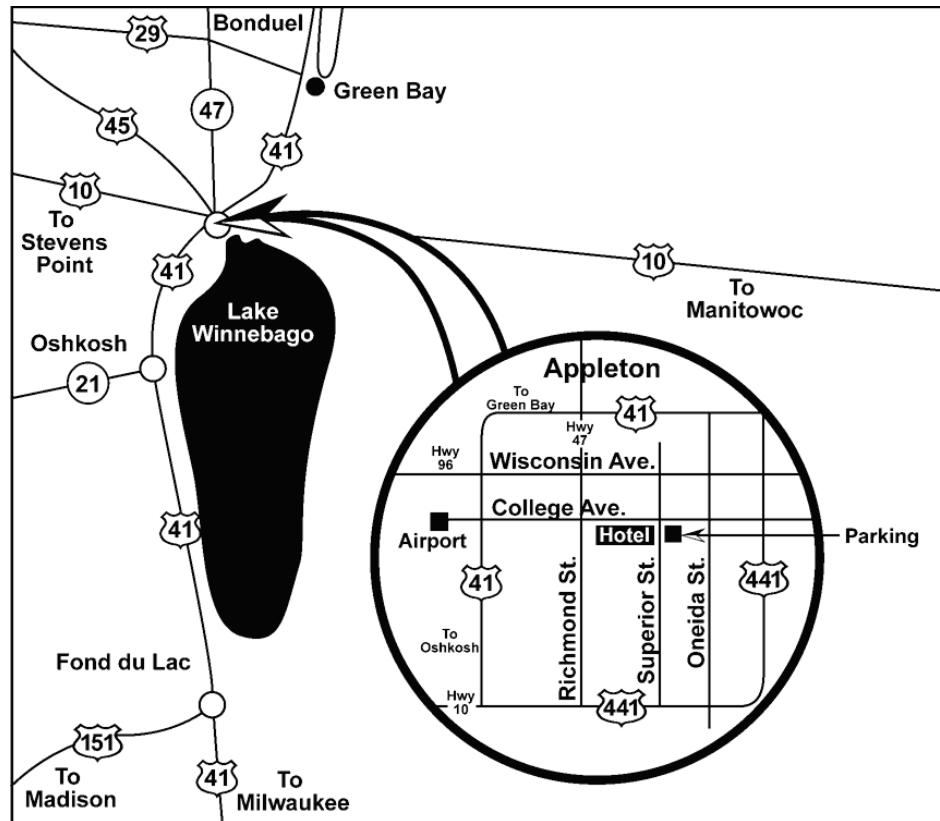 Bonduel
29
Green Bay
47
45
41
10
To
Stevens
Point
41
10
To
Manitowoc
Lake
Winnebago
Oshkosh
21
41
Fond du Lac
151
To
Madison
41
To
Milwaukee
Appleton
To
Green Bay
41
Hwy
47
Hwy
96
Wisconsin Ave.
College Ave.
Airport
Hotel
Parking
41
Richmond St.
Superior St.
Oneida St.
441
To
Oshkosh
Hwy
10
441